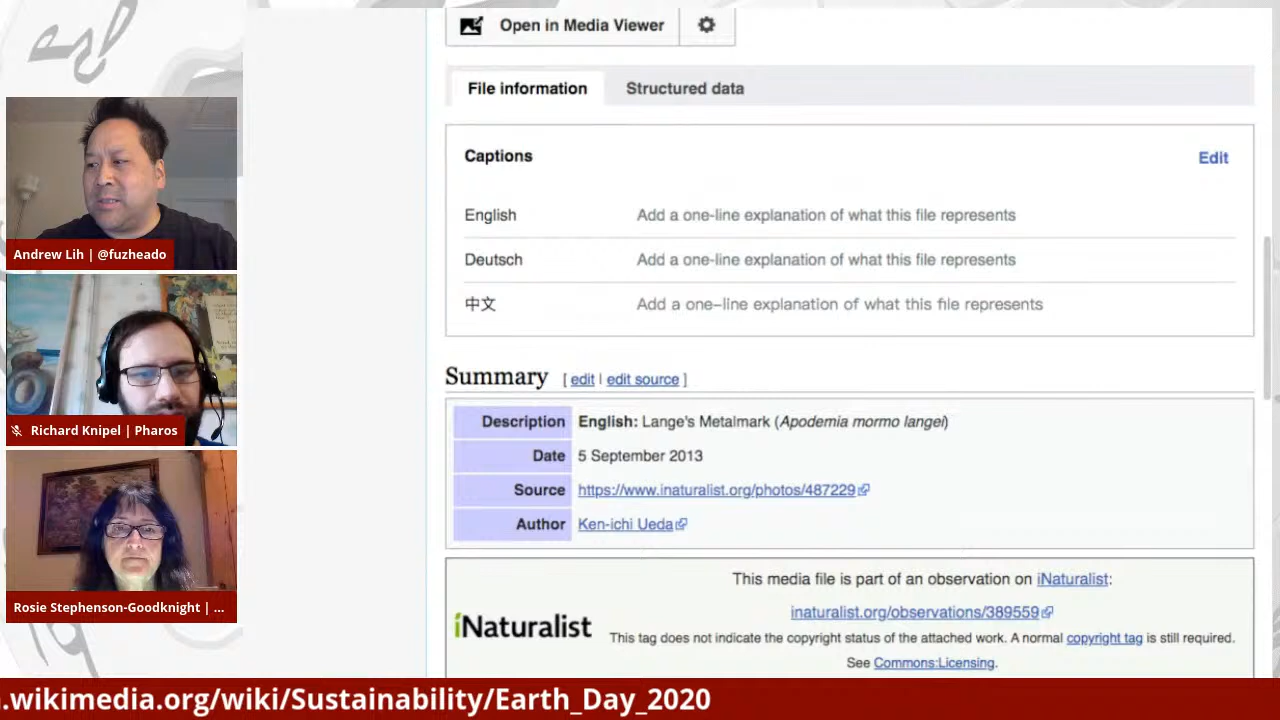 Open in Media Viewer
File information
Structured data
Captions
Edit
English
Add a one-line explanation of what this file represents
Deutsch
Add a one-line explanation of what this file represents
中文
Add a one-line explanation of what this file represents
Summary [ edit | edit source ]
Description
English: Lange's Metalmark (Apodemia mormo langei)
Date
5 September 2013
Source
https://www.inaturalist.org/photos/487229
Author
Ken-ichi Ueda
iNaturalist
This media file is part of an observation on iNaturalist:
inaturalist.org/observations/389559
This tag does not indicate the copyright status of the attached work. A normal copyright tag is still required.
See Commons:Licensing.
Andrew Lih | @fuzheado
Richard Knipel | Pharos
Rosie Stephenson-Goodknight | ...
.wikimedia.org/wiki/Sustainability/Earth_Day_2020